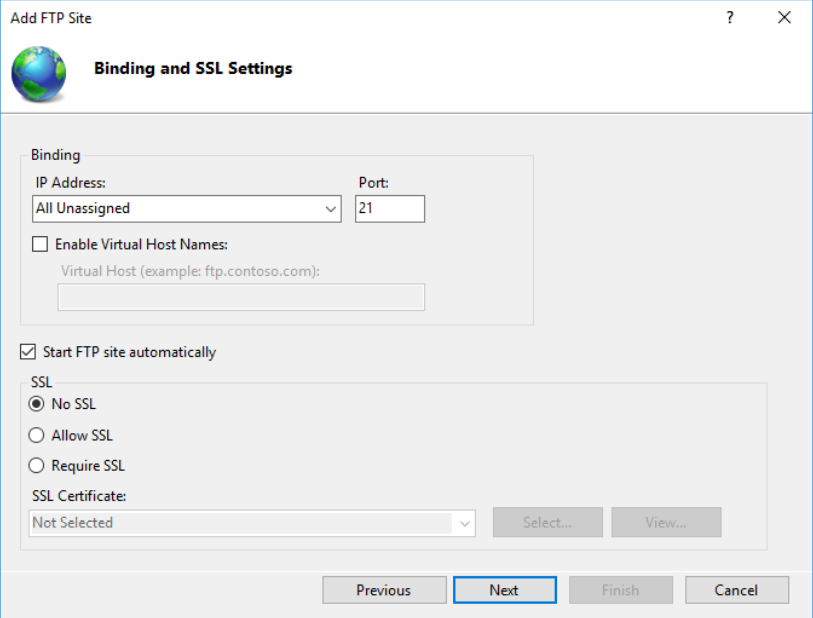 Add FTP Site
?
Binding and SSL Settings
Binding
IP Address: Port:
All Unassigned 21
Enable Virtual Host Names:
Virtual Host (example: ftp.contoso.com):
Start FTP site automatically
SSL
No SSL
Allow SSL
Require SSL
SSL Certificate:
Not Selected Select... View...
Previous Next Finish Cancel